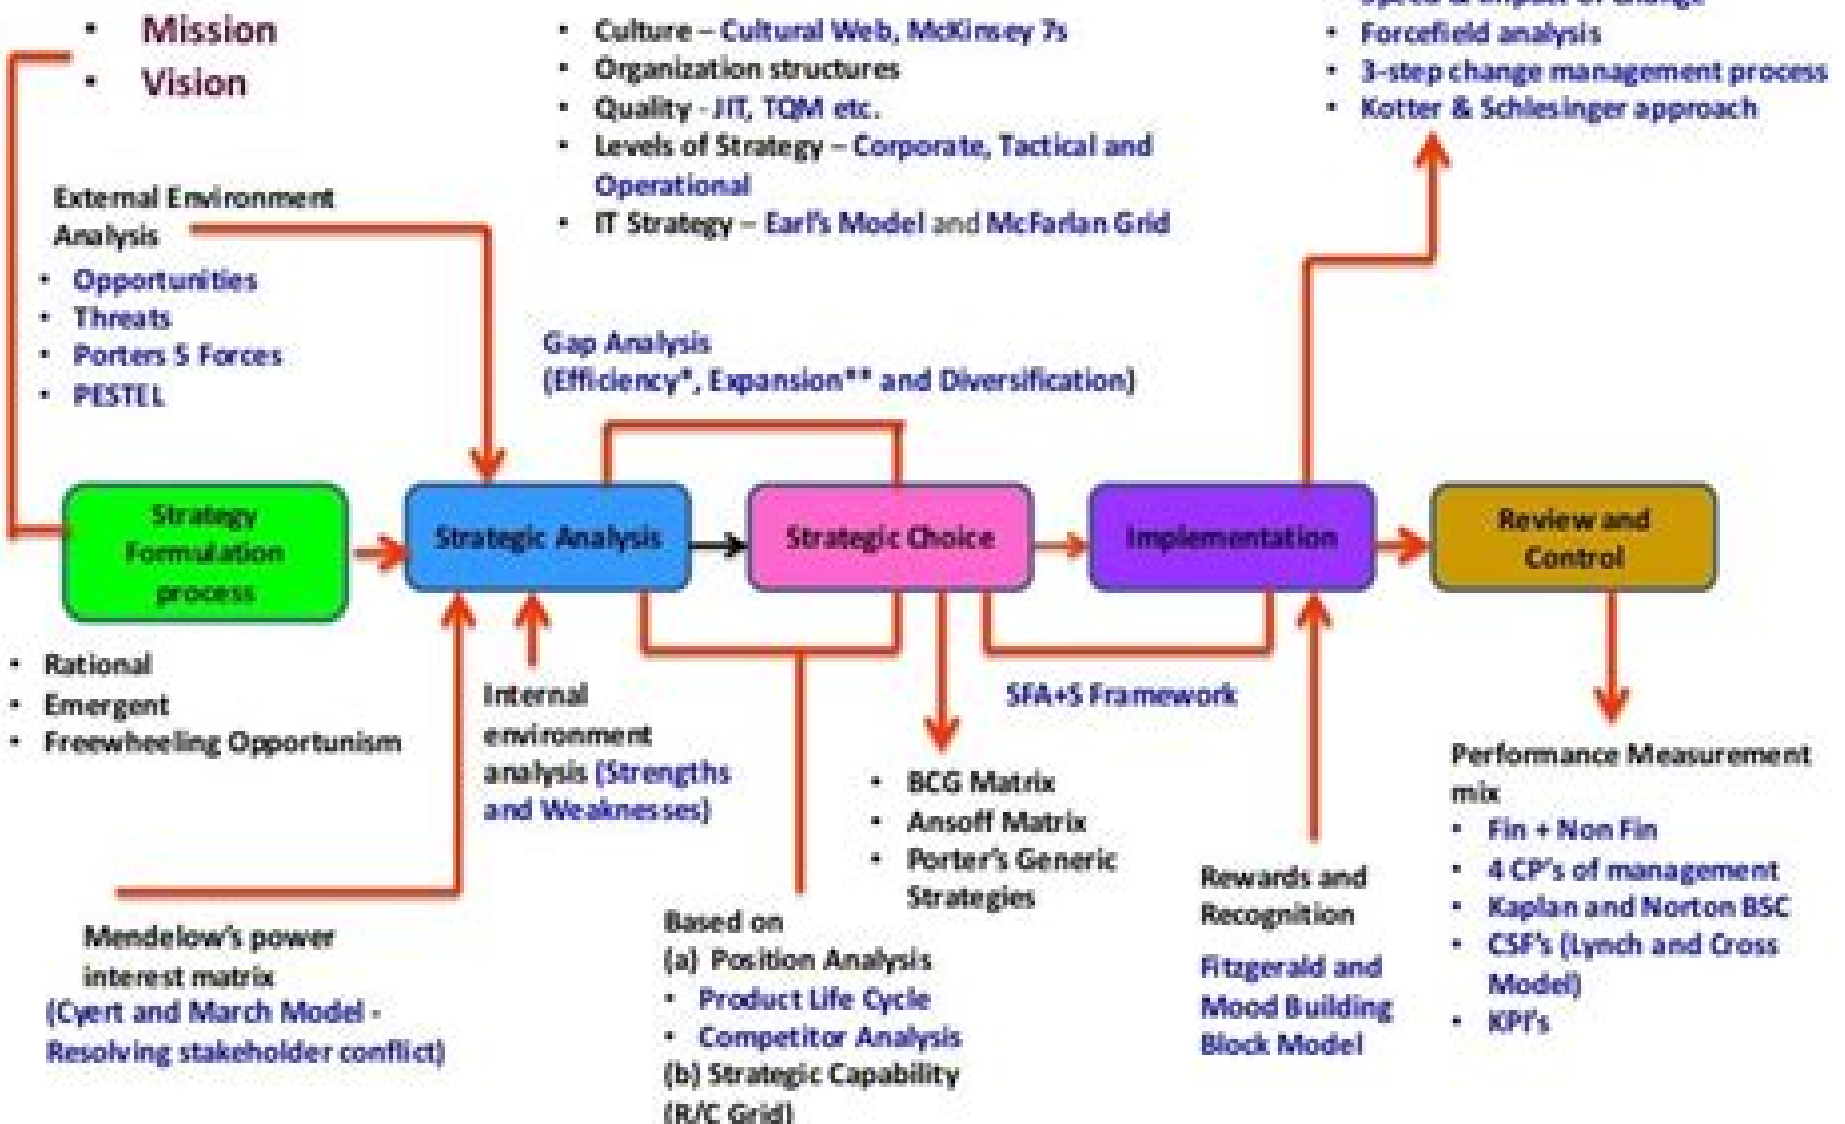 • Mission
• Vision
• Culture – Cultural Web, McKinsey 7s
• Organization structures
• Quality - JIT, TQM etc.
• Levels of Strategy – Corporate, Tactical and
Operational
• IT Strategy – Earl's Model and McFarlan Grid
• Forcefield analysis
• 3-step change management process
• Kotter & Schlesinger approach
External Environment
Analysis
• Opportunities
• Threats
• Porters 5 Forces
• PESTEL
Gap Analysis
(Efficiency*, Expansion** and Diversification)
Strategy
Formulation
process
Strategic Analysis
Strategic Choice
Implementation
Review and
Control
• Rational
• Emergent
• Freewheeling Opportunism
Internal
environment
analysis (Strengths
and Weaknesses)
SFA+S Framework
• BCG Matrix
• Ansoff Matrix
• Porter's Generic
Strategies
Mendelow's power
interest matrix
(Cyert and March Model -
Resolving stakeholder conflict)
Based on
(a) Position Analysis
• Product Life Cycle
• Competitor Analysis
(b) Strategic Capability
(R/C Grid)
Rewards and
Recognition
Fitzgerald and
Mood Building
Block Model
Performance Measurement
mix
• Fin + Non Fin
• 4 CP's of management
• Kaplan and Norton BSC
• CSF's (Lynch and Cross
Model)
• KPI's